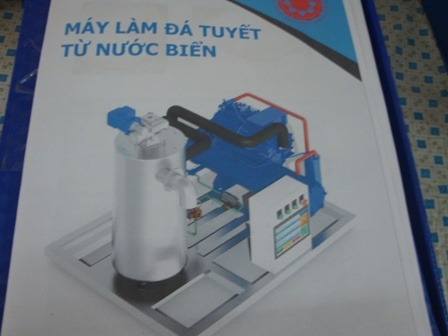 MÁY LÀM ĐÁ TUYẾT
TỪ NƯỚC BIỂN